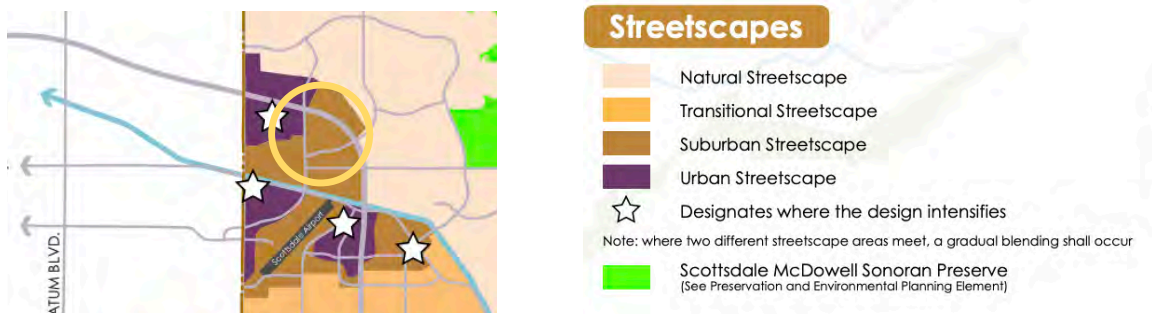 ATUM BLVD.
Scottsdale Airport
Streetscapes
Natural Streetscape
Transitional Streetscape
Suburban Streetscape
Urban Streetscape
Designates where the design intensifies
Note: where two different streetscape areas meet, a gradual blending shall occur
Scottsdale McDowell Sonoran Preserve
(See Preservation and Environmental Planning Element)